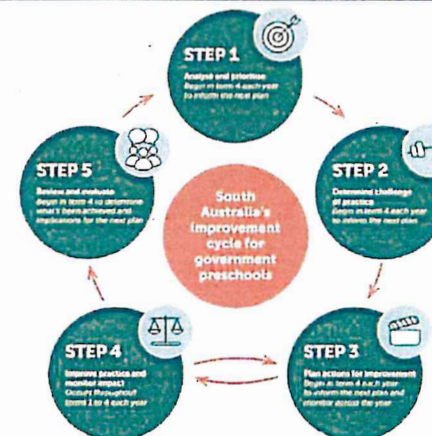 STEP 1
Analyse and prioritise
Begin in term 4 each year
to inform the next plan
STEP 2
Determine challenge
of practice
Begin in term 4 each year
to inform the next plan
STEP 3
Plan actions for improvement
Begin in term 4 each year
to inform the next plan and
monitor across the year
STEP 4
Improve practice and
monitor impact
Occurs throughout
terms 1 to 4 each year
STEP 5
Review and evaluate
Begin in term 4 to determine
what's been achieved and
implications for the next plan
South
Australia's
improvement
cycle for
government
preschools